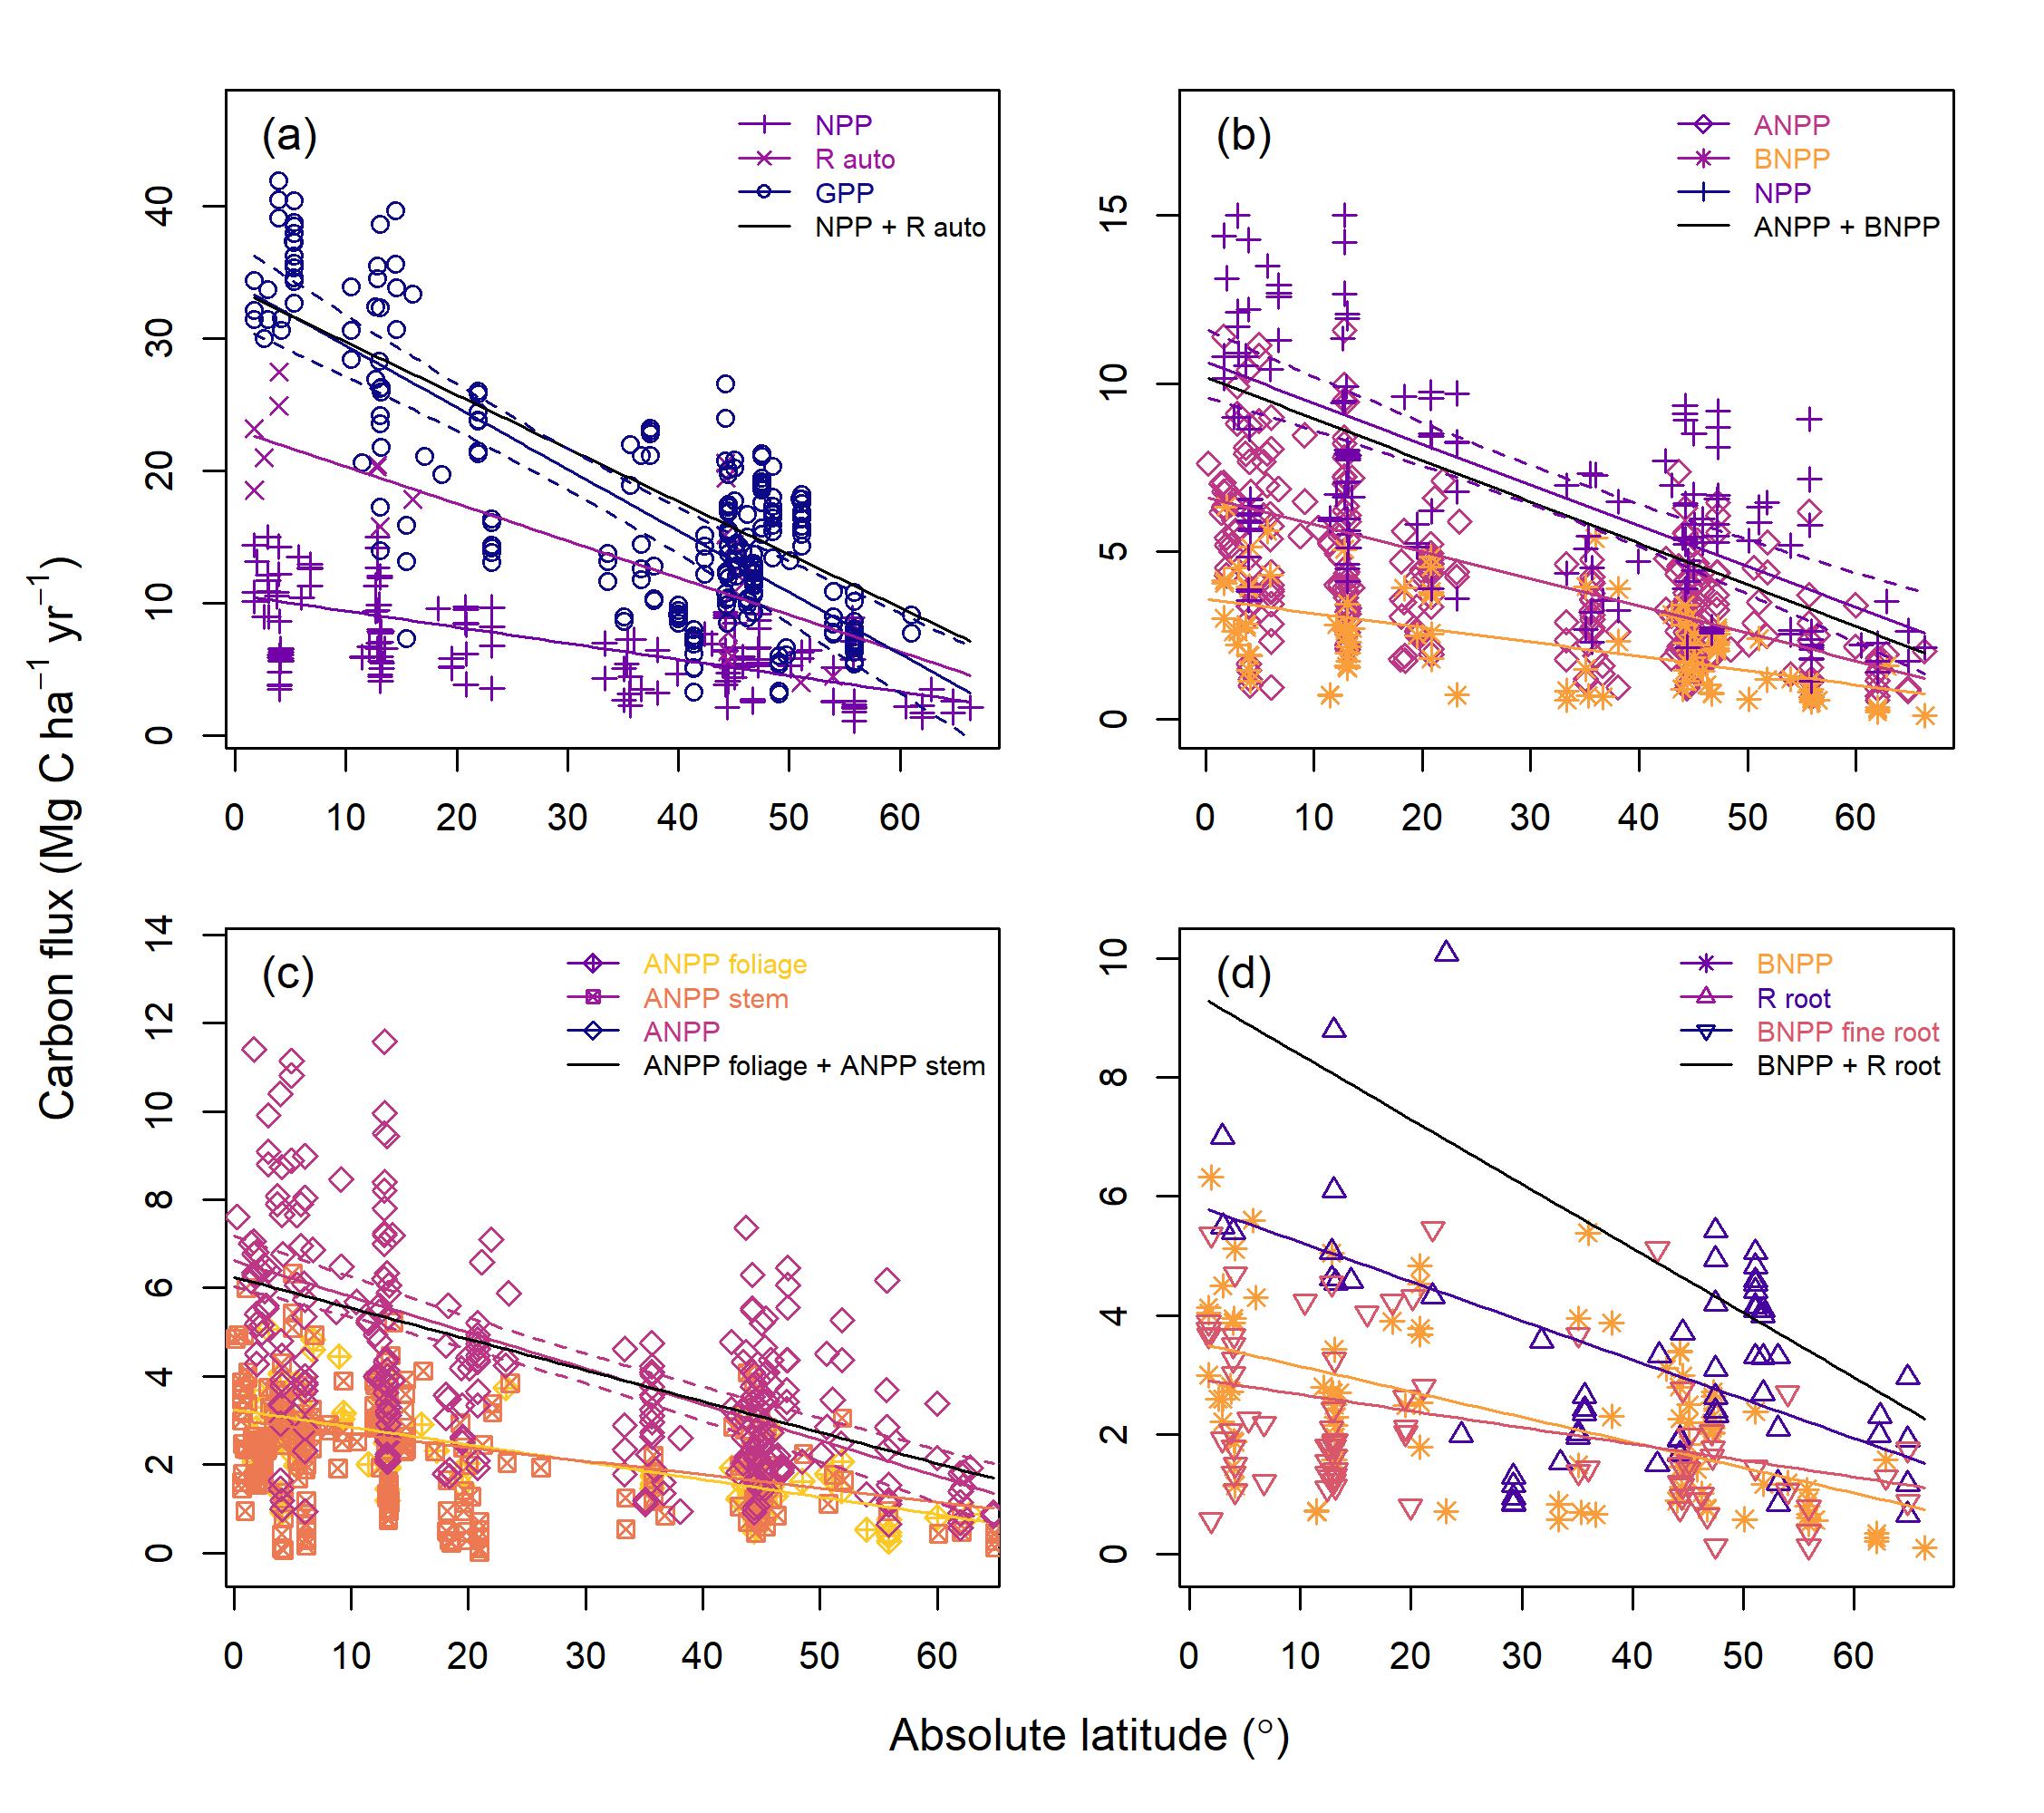 (a)
NPP
R auto
GPP
NPP + R auto
0 10 20 30 40
0 10 20 30 40 50 60
(b)
ANPP
BNPP
NPP
ANPP + BNPP
0 5 10 15
0 10 20 30 40 50 60
(c)
ANPP foliage
ANPP stem
ANPP
ANPP foliage + ANPP stem
0 2 4 6 8 10 12 14
0 10 20 30 40 50 60
(d)
BNPP
R root
BNPP fine root
BNPP + R root
0 2 4 6 8 10
0 10 20 30 40 50 60
Carbon flux (Mg C ha⁻¹ yr⁻¹)
Absolute latitude (°)